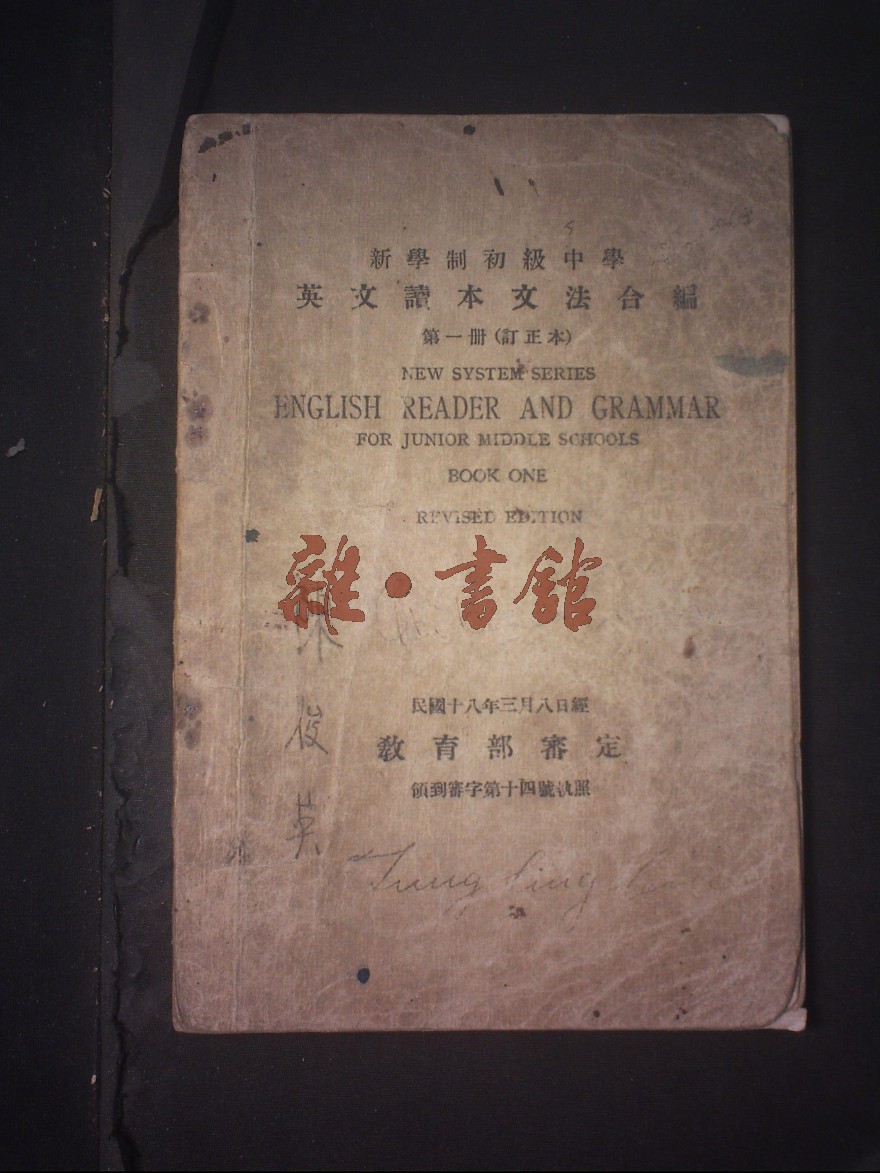 新學制初級中學
英文讀本文法合編
第一册(訂正本)
NEW SYSTEM SERIES
ENGLISH READER AND GRAMMAR
FOR JUNIOR MIDDLE SCHOOLS
BOOK ONE
REVISED EDITION
雜·書館
民國十八年三月八日經
教育部審定
領到審字第十四號執照
俊英